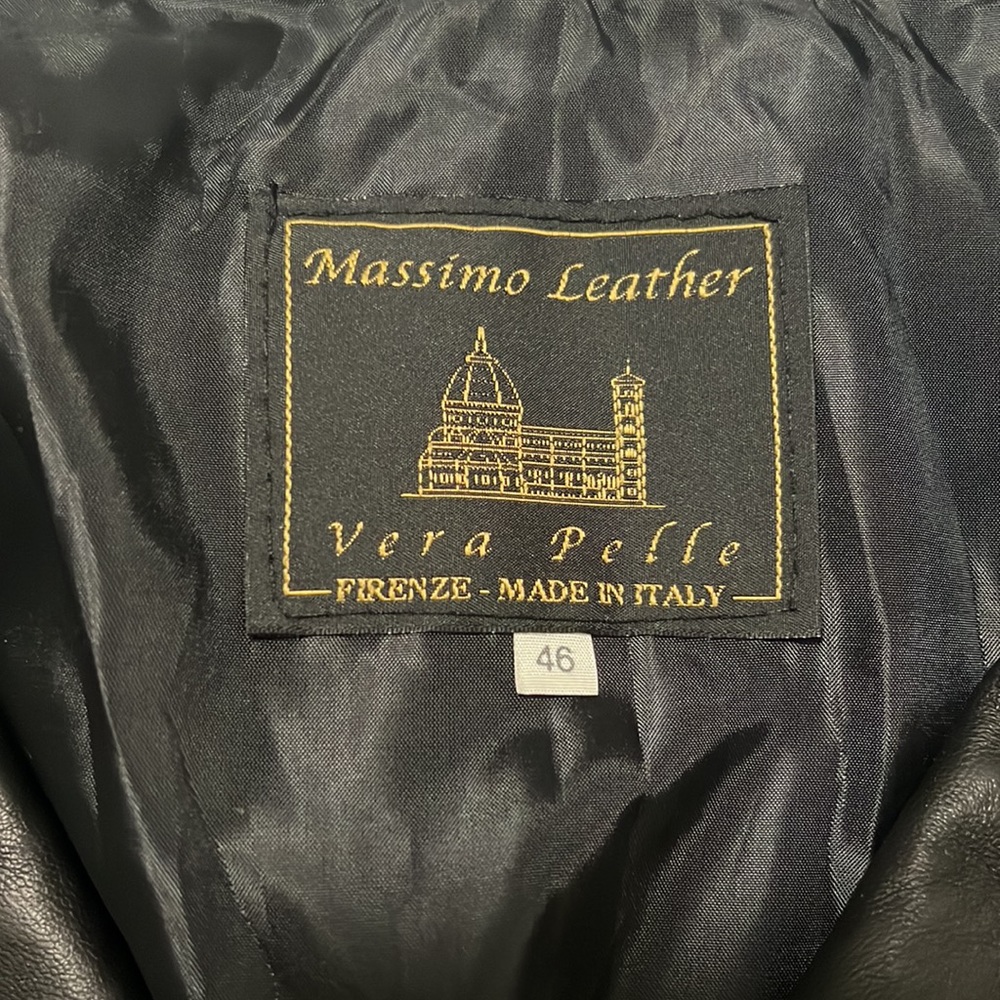 Massimo Leather
Vera Pelle
FIRENZE - MADE IN ITALY
46